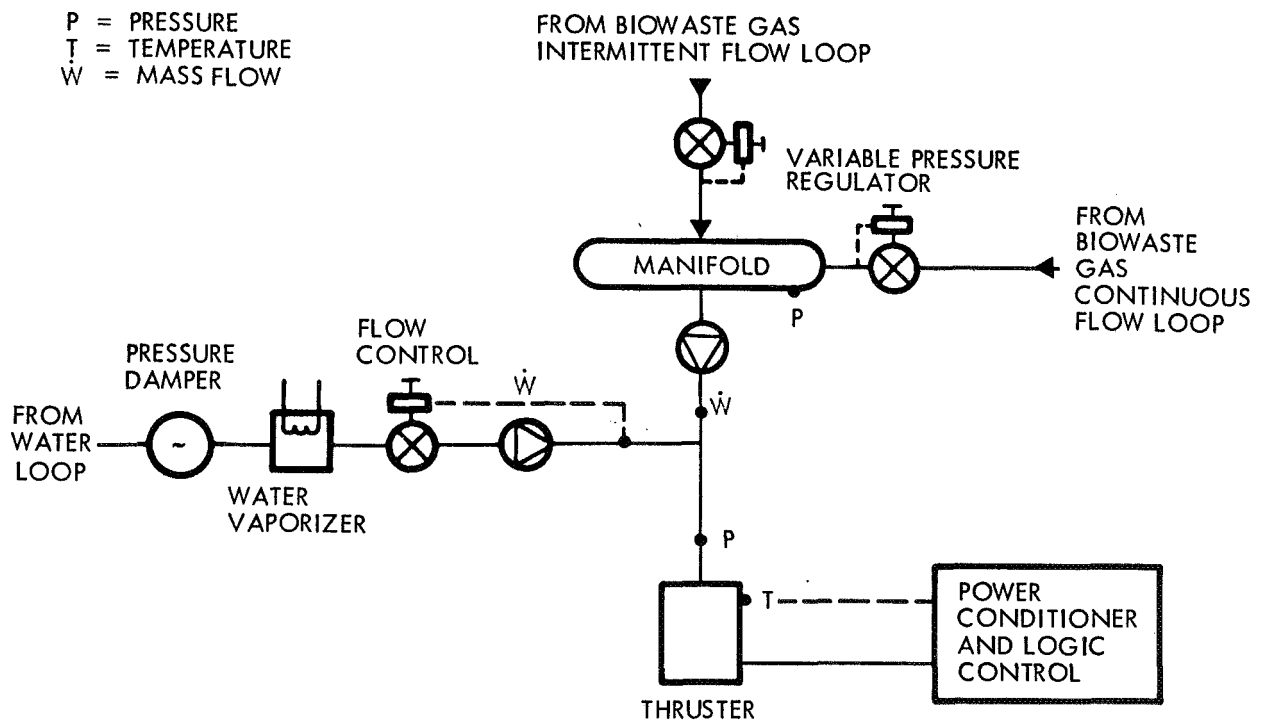 P = PRESSURE
T = TEMPERATURE
Ẇ = MASS FLOW
FROM BIOWASTE GAS
INTERMITTENT FLOW LOOP
VARIABLE PRESSURE
REGULATOR
FROM
BIOWASTE
GAS
CONTINUOUS
FLOW LOOP
MANIFOLD
P
FLOW
CONTROL
PRESSURE
DAMPER
Ẇ
Ẇ
FROM
WATER
LOOP
~
WATER
VAPORIZER
P
T
POWER
CONDITIONER
AND LOGIC
CONTROL
THRUSTER